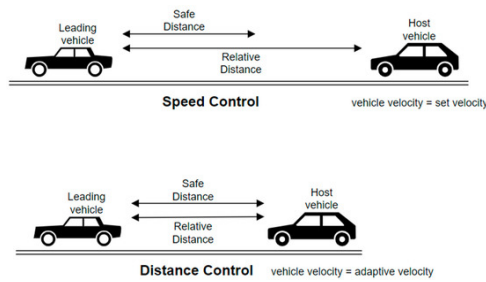 Leading
vehicle
Safe
Distance
Host
vehicle
Relative
Distance
Speed Control
vehicle velocity = set velocity
Leading
vehicle
Safe
Distance
Host
vehicle
Relative
Distance
Distance Control
vehicle velocity = adaptive velocity